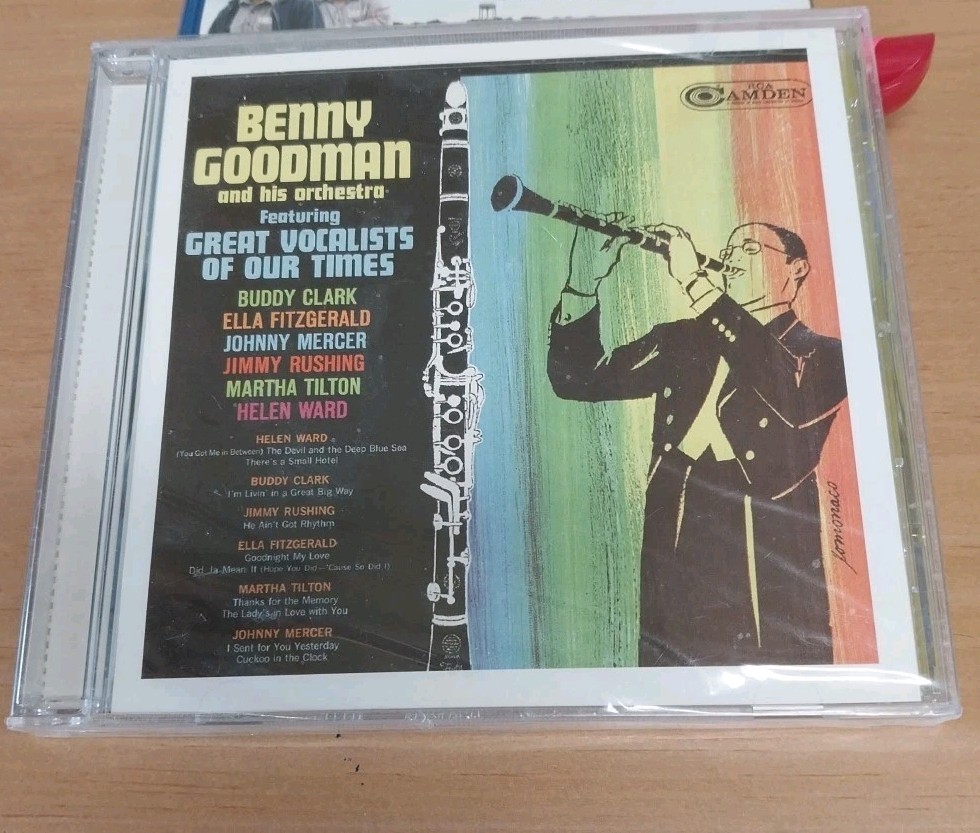 BENNY
GOODMAN
and his orchestra
Featuring
GREAT VOCALISTS
OF OUR TIMES
BUDDY CLARK
ELLA FITZGERALD
JOHNNY MERCER
JIMMY RUSHING
MARTHA TILTON
HELEN WARD
HELEN WARD
(You Got Me in Between) The Devil and the Deep Blue Sea
There's a Small Hotel
BUDDY CLARK
I'm Livin' in a Great Big Way
JIMMY RUSHING
He Ain't Got Rhythm
ELLA FITZGERALD
Goodnight My Love
Did Ja Mean It (Hope You Did—'Cause So Did I)
MARTHA TILTON
Thanks for the Memory
The Lady's in Love with You
JOHNNY MERCER
I Sent for You Yesterday
Cuckoo in the Clock
RCA
CAMDEN
lomonaco